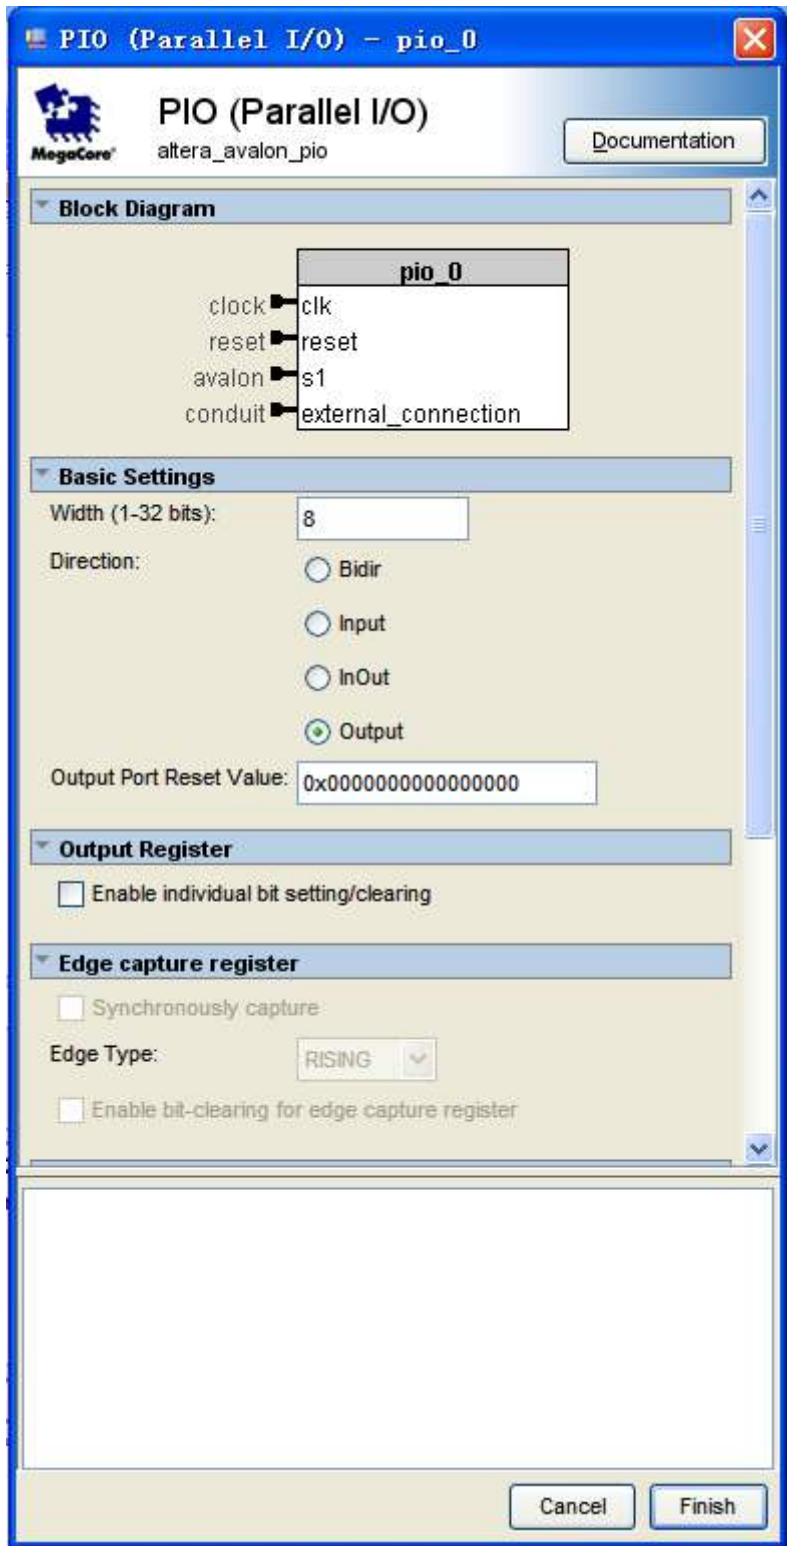 PIO (Parallel I/O) - pio_0
MegaCore®
PIO (Parallel I/O)
altera_avalon_pio
Documentation
Block Diagram
pio_0
clock clk
reset reset
avalon s1
conduit external_connection
Basic Settings
Width (1-32 bits): 8
Direction: Bidir
Input
InOut
Output
Output Port Reset Value: 0x0000000000000000
Output Register
Enable individual bit setting/clearing
Edge capture register
Synchronously capture
Edge Type: RISING
Enable bit-clearing for edge capture register
Cancel Finish